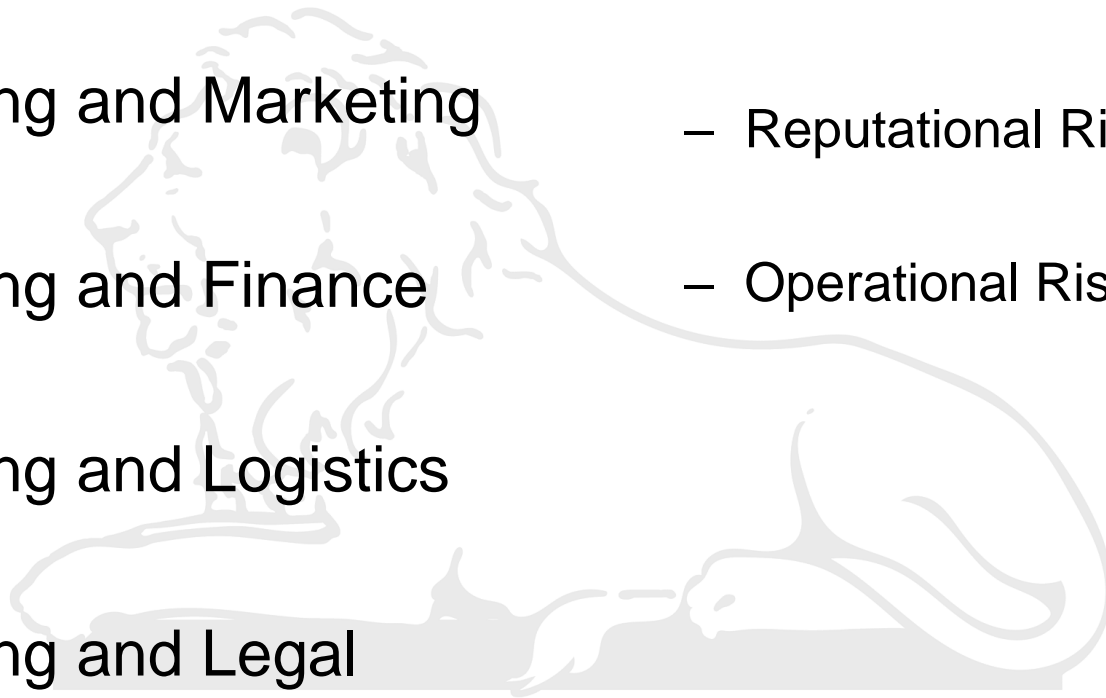 ng and Marketing
– Reputational Ri
ng and Finance
– Operational Ris
ng and Logistics
ng and Legal